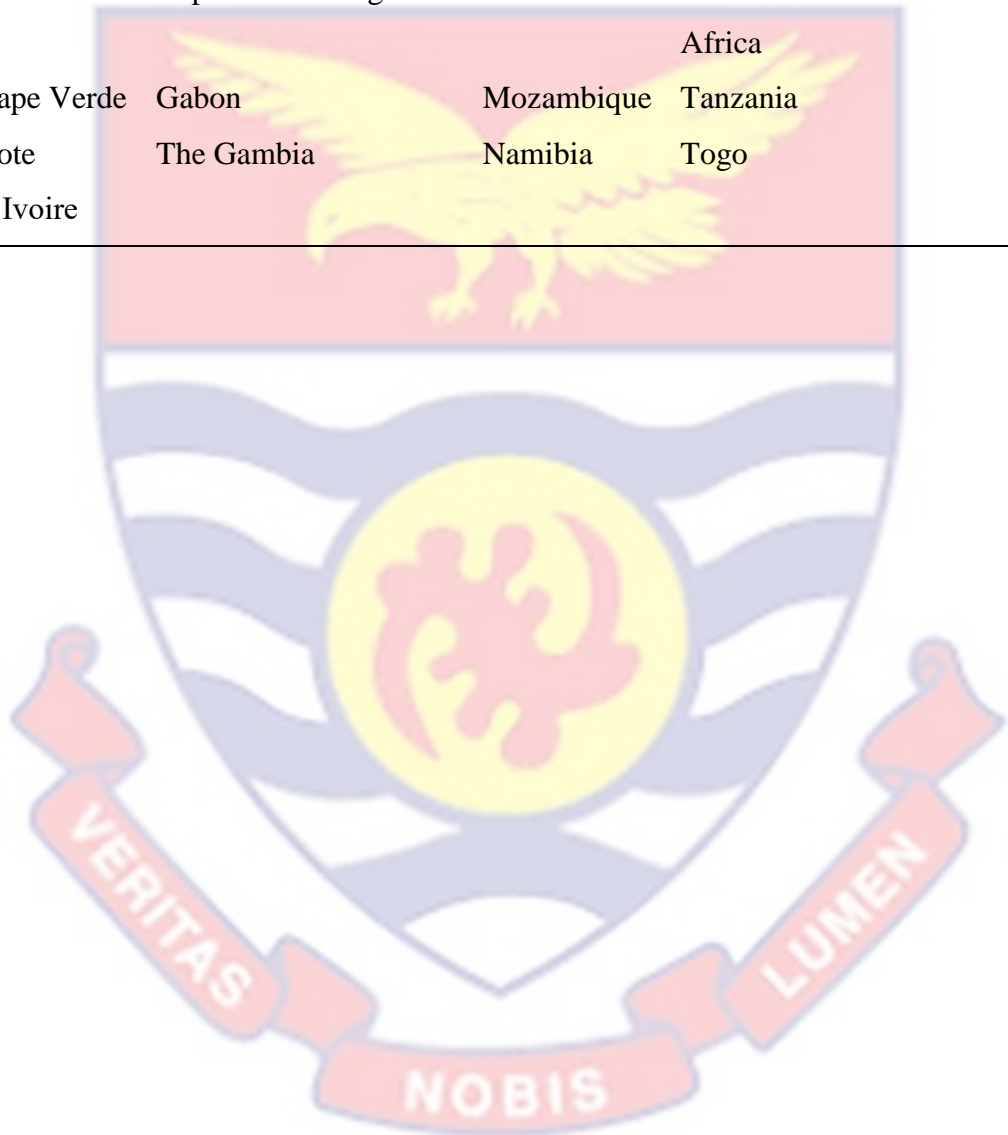 Africa
ape Verde Gabon Mozambique Tanzania
ote The Gambia Namibia Togo
Ivoire
VERITAS
NOBIS
LUMEN